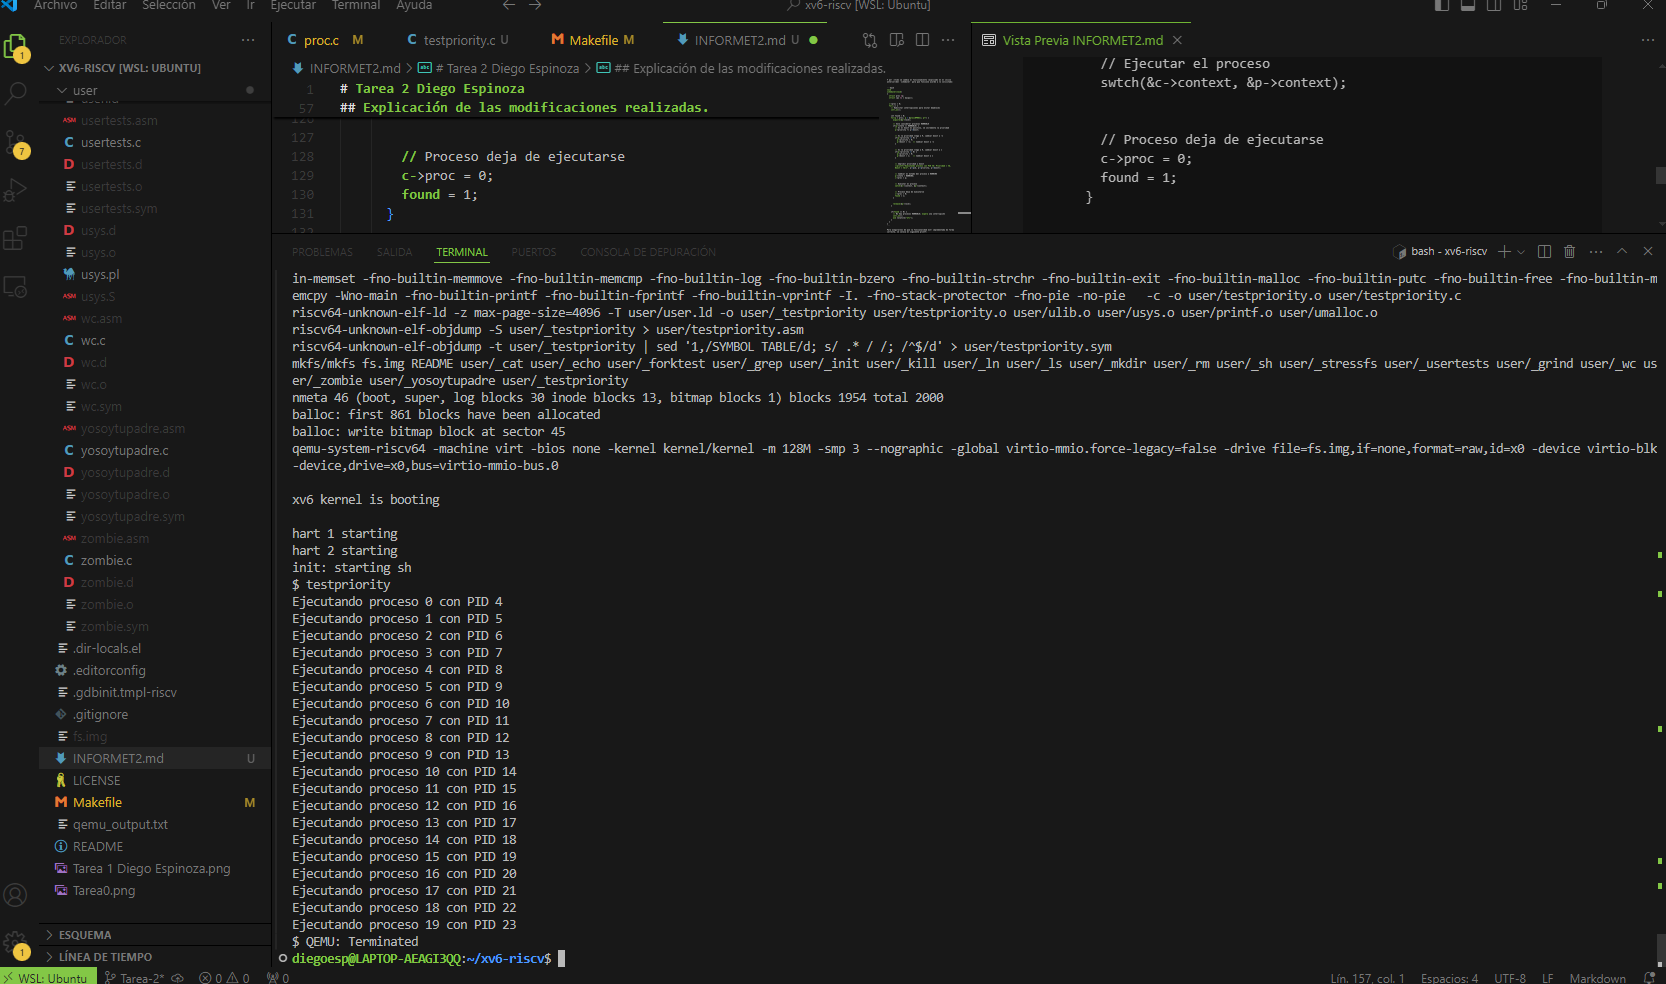 Archivo Editar Selección Ver Ir Ejecutar Terminal Ayuda
xv6-riscv [WSL: Ubuntu]
EXPLORADOR
XV6-RISCV [WSL: UBUNTU]
user
usertests.asm
usertests.c
usertests.d
usertests.o
usertests.sym
usys.d
usys.o
usys.pl
usys.S
wc.asm
wc.c
wc.d
wc.o
wc.sym
yosoytupadre.asm
yosoytupadre.c
yosoytupadre.d
yosoytupadre.o
yosoytupadre.sym
zombie.asm
zombie.c
zombie.d
zombie.o
zombie.sym
.dir-locals.el
.editorconfig
.gdbinit.tmpl-riscv
.gitignore
fs.img
INFORMET2.md U
LICENSE
Makefile M
qemu_output.txt
README
Tarea 1 Diego Espinoza.png
Tarea0.png
ESQUEMA
LÍNEA DE TIEMPO
proc.c M testpriority.c U Makefile M INFORMET2.md U
INFORMET2.md > # Tarea 2 Diego Espinoza > ## Explicación de las modificaciones realizadas.
1 # Tarea 2 Diego Espinoza
57 ## Explicación de las modificaciones realizadas.
127
128 // Proceso deja de ejecutarse
129 c->proc = 0;
130 found = 1;
131 }
Vista Previa INFORMET2.md
// Ejecutar el proceso
swtch(&c->context, &p->context);
// Proceso deja de ejecutarse
c->proc = 0;
found = 1;
}
PROBLEMAS SALIDA TERMINAL PUERTOS CONSOLA DE DEPURACIÓN
bash - xv6-riscv
in-memset -fno-builtin-memmove -fno-builtin-memcmp -fno-builtin-log -fno-builtin-bzero -fno-builtin-strchr -fno-builtin-exit -fno-builtin-malloc -fno-builtin-putc -fno-builtin-free -fno-builtin-m
emcpy -Wno-main -fno-builtin-printf -fno-builtin-fprintf -fno-builtin-vprintf -I. -fno-stack-protector -fno-pie -no-pie   -c -o user/testpriority.o user/testpriority.c
riscv64-unknown-elf-ld -z max-page-size=4096 -T user/user.ld -o user/_testpriority user/testpriority.o user/ulib.o user/usys.o user/printf.o user/umalloc.o
riscv64-unknown-elf-objdump -S user/_testpriority > user/testpriority.asm
riscv64-unknown-elf-objdump -t user/_testpriority | sed '1,/SYMBOL TABLE/d; s/ .* / /; /^$/d' > user/testpriority.sym
mkfs/mkfs fs.img README user/_cat user/_echo user/_forktest user/_grep user/_init user/_kill user/_ln user/_ls user/_mkdir user/_rm user/_sh user/_stressfs user/_usertests user/_grind user/_wc us
er/_zombie user/_yosoytupadre user/_testpriority
nmeta 46 (boot, super, log blocks 30 inode blocks 13, bitmap blocks 1) blocks 1954 total 2000
balloc: first 861 blocks have been allocated
balloc: write bitmap block at sector 45
qemu-system-riscv64 -machine virt -bios none -kernel kernel/kernel -m 128M -smp 3 --nographic -global virtio-mmio.force-legacy=false -drive file=fs.img,if=none,format=raw,id=x0 -device virtio-blk
-device,drive=x0,bus=virtio-mmio-bus.0
xv6 kernel is booting
hart 1 starting
hart 2 starting
init: starting sh
$ testpriority
Ejecutando proceso 0 con PID 4
Ejecutando proceso 1 con PID 5
Ejecutando proceso 2 con PID 6
Ejecutando proceso 3 con PID 7
Ejecutando proceso 4 con PID 8
Ejecutando proceso 5 con PID 9
Ejecutando proceso 6 con PID 10
Ejecutando proceso 7 con PID 11
Ejecutando proceso 8 con PID 12
Ejecutando proceso 9 con PID 13
Ejecutando proceso 10 con PID 14
Ejecutando proceso 11 con PID 15
Ejecutando proceso 12 con PID 16
Ejecutando proceso 13 con PID 17
Ejecutando proceso 14 con PID 18
Ejecutando proceso 15 con PID 19
Ejecutando proceso 16 con PID 20
Ejecutando proceso 17 con PID 21
Ejecutando proceso 18 con PID 22
Ejecutando proceso 19 con PID 23
$ QEMU: Terminated
diegoesp@LAPTOP-AEAGI3QQ:~/xv6-riscv$
WSL: Ubuntu Tarea-2* 0 0 0 Lín. 157, col. 1 Espacios: 4 UTF-8 LF Markdown